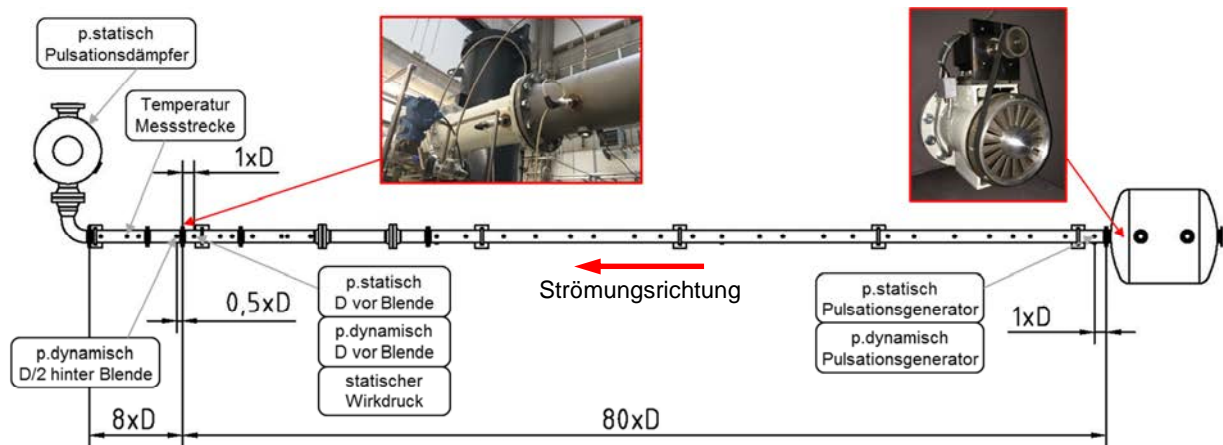 p.statisch
Pulsationsdämpfer
Temperatur
Messstrecke
1xD
0,5xD
p.dynamisch
D/2 hinter Blende
p.statisch
D vor Blende
p.dynamisch
D vor Blende
statischer
Wirkdruck
Strömungsrichtung
p.statisch
Pulsationsgenerator
p.dynamisch
Pulsationsgenerator
1xD
8xD
80xD